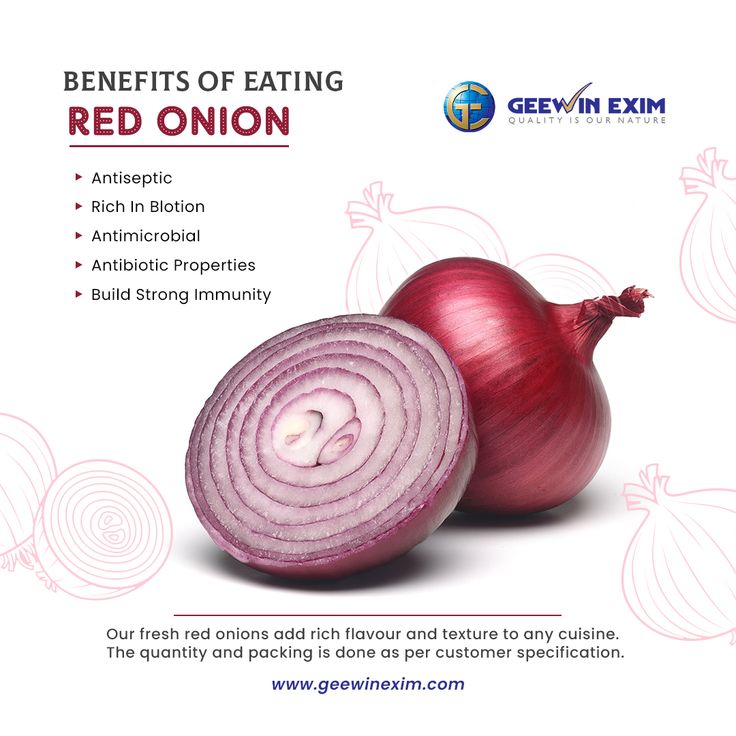 BENEFITS OF EATING
RED ONION
GEEWIN EXIM
QUALITY IS OUR NATURE
Antiseptic
Rich In Blotion
Antimicrobial
Antibiotic Properties
Build Strong Immunity
Our fresh red onions add rich flavour and texture to any cuisine.
The quantity and packing is done as per customer specification.
www.geewinexim.com